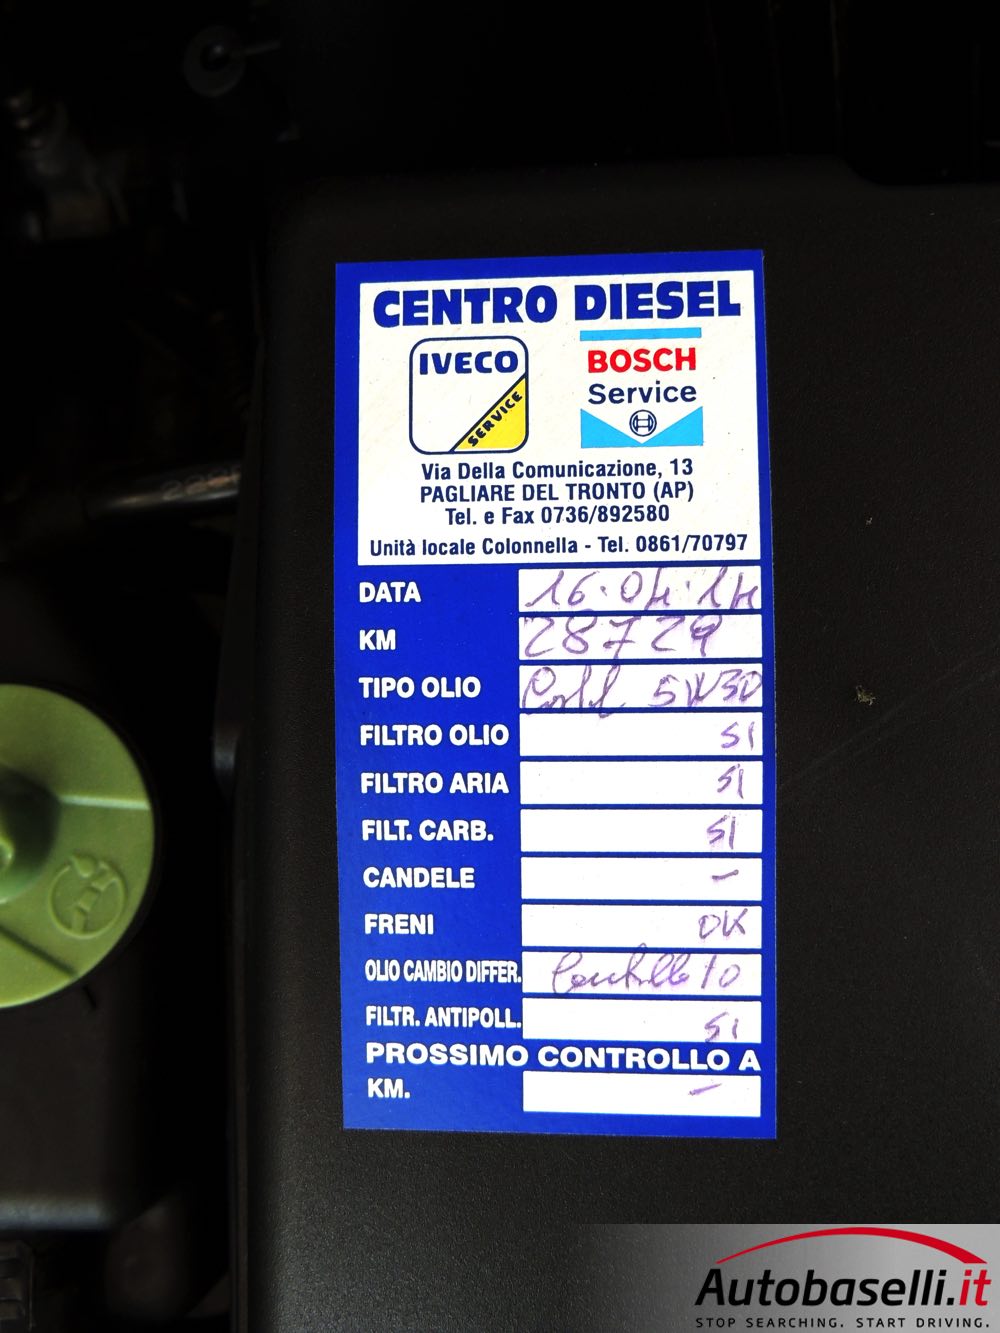 CENTRO DIESEL
IVECO
SERVICE
BOSCH
Service
Via Della Comunicazione, 13
PAGLIARE DEL TRONTO (AP)
Tel. e Fax 0736/892580
Unità locale Colonnella - Tel. 0861/70797
DATA 16.04.14
KM 28729
TIPO OLIO 5W30
FILTRO OLIO SI
FILTRO ARIA SI
FILT. CARB. SI
CANDELE -
FRENI OK
OLIO CAMBIO DIFFER. Controllato
FILTR. ANTIPOLL. SI
PROSSIMO CONTROLLO A
KM. -
Autobaselli.it
STOP SEARCHING. START DRIVING.